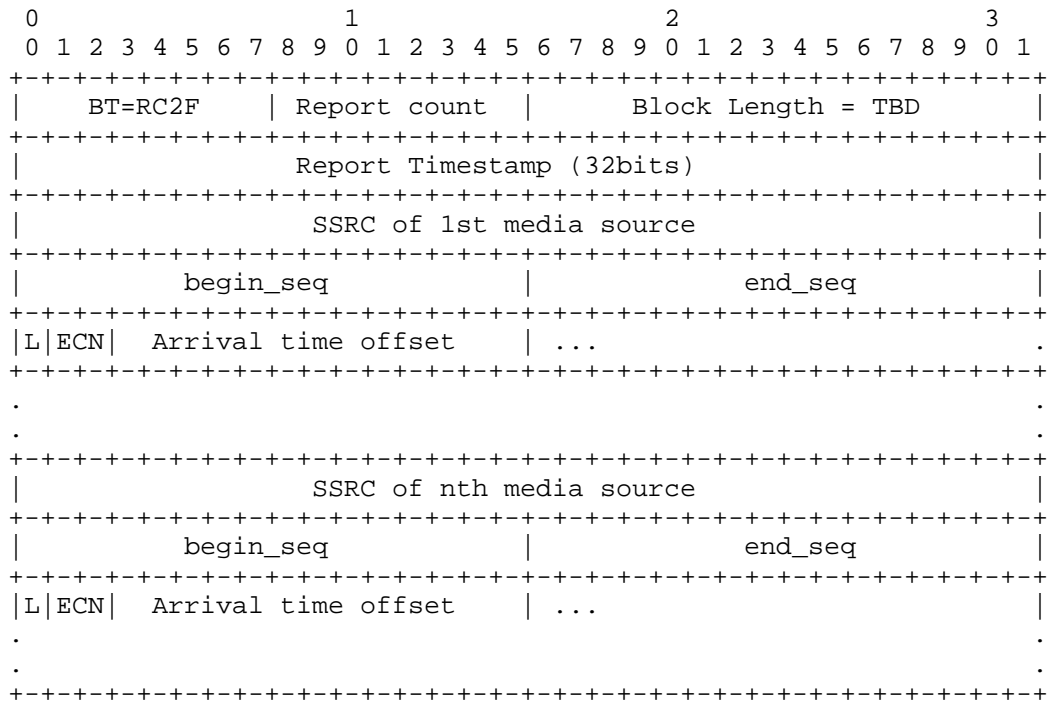 0                   1                   2                   3
 0 1 2 3 4 5 6 7 8 9 0 1 2 3 4 5 6 7 8 9 0 1 2 3 4 5 6 7 8 9 0 1
+-+-+-+-+-+-+-+-+-+-+-+-+-+-+-+-+-+-+-+-+-+-+-+-+-+-+-+-+-+-+-+-+
|    BT=RC2F    | Report count  |      Block Length = TBD       |
+-+-+-+-+-+-+-+-+-+-+-+-+-+-+-+-+-+-+-+-+-+-+-+-+-+-+-+-+-+-+-+-+
|                 Report Timestamp (32bits)                     |
+-+-+-+-+-+-+-+-+-+-+-+-+-+-+-+-+-+-+-+-+-+-+-+-+-+-+-+-+-+-+-+-+
|                  SSRC of 1st media source                     |
+-+-+-+-+-+-+-+-+-+-+-+-+-+-+-+-+-+-+-+-+-+-+-+-+-+-+-+-+-+-+-+-+
|          begin_seq            |             end_seq           |
+-+-+-+-+-+-+-+-+-+-+-+-+-+-+-+-+-+-+-+-+-+-+-+-+-+-+-+-+-+-+-+-+
|L|ECN|  Arrival time offset    | ...                           .
+-+-+-+-+-+-+-+-+-+-+-+-+-+-+-+-+-+-+-+-+-+-+-+-+-+-+-+-+-+-+-+-+
.                                                               .
.                                                               .
+-+-+-+-+-+-+-+-+-+-+-+-+-+-+-+-+-+-+-+-+-+-+-+-+-+-+-+-+-+-+-+-+
|                  SSRC of nth media source                     |
+-+-+-+-+-+-+-+-+-+-+-+-+-+-+-+-+-+-+-+-+-+-+-+-+-+-+-+-+-+-+-+-+
|          begin_seq            |             end_seq           |
+-+-+-+-+-+-+-+-+-+-+-+-+-+-+-+-+-+-+-+-+-+-+-+-+-+-+-+-+-+-+-+-+
|L|ECN|  Arrival time offset    | ...                           |
.                                                               .
.                                                               .
+-+-+-+-+-+-+-+-+-+-+-+-+-+-+-+-+-+-+-+-+-+-+-+-+-+-+-+-+-+-+-+-+